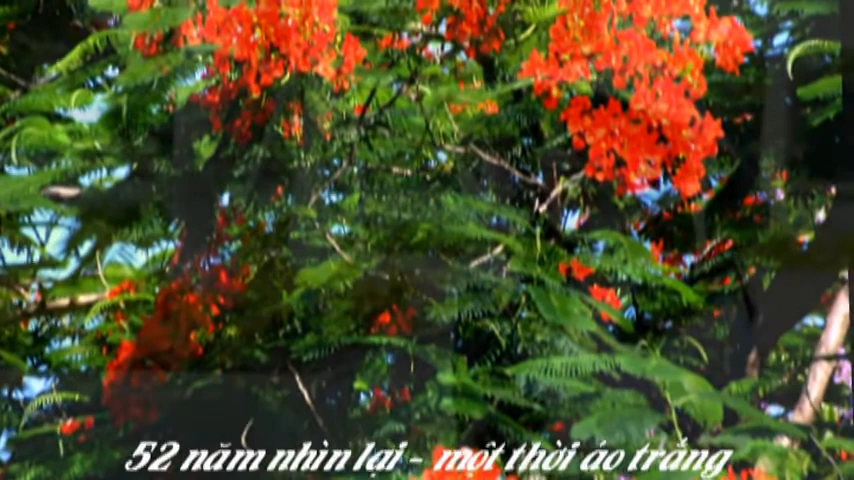 52 năm nhìn lại - một thời áo trắng